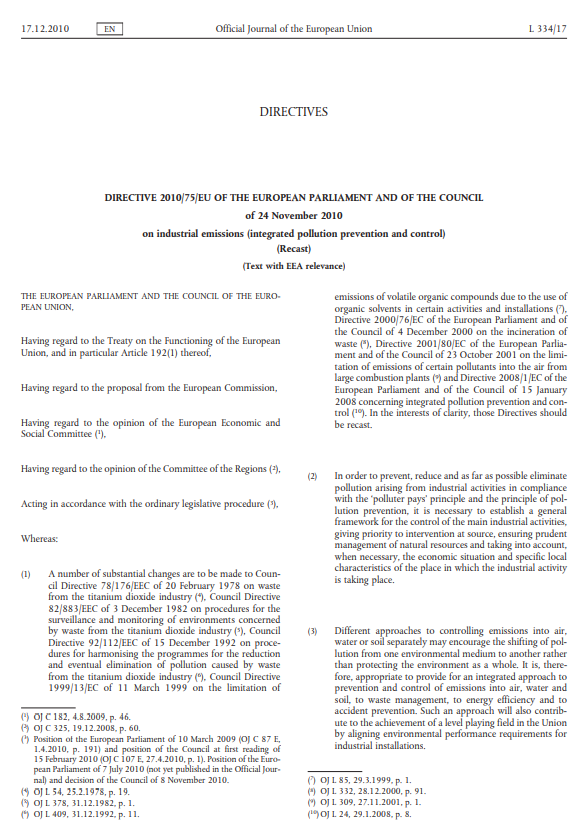 17.12.2010 EN Official Journal of the European Union L 334/17
DIRECTIVES
DIRECTIVE 2010/75/EU OF THE EUROPEAN PARLIAMENT AND OF THE COUNCIL
of 24 November 2010
on industrial emissions (integrated pollution prevention and control)
(Recast)
(Text with EEA relevance)
THE EUROPEAN PARLIAMENT AND THE COUNCIL OF THE EURO-
PEAN UNION,
Having regard to the Treaty on the Functioning of the European
Union, and in particular Article 192(1) thereof,
Having regard to the proposal from the European Commission,
Having regard to the opinion of the European Economic and
Social Committee (1),
Having regard to the opinion of the Committee of the Regions (2),
Acting in accordance with the ordinary legislative procedure (3),
Whereas:
(1) A number of substantial changes are to be made to Coun-
cil Directive 78/176/EEC of 20 February 1978 on waste
from the titanium dioxide industry (4), Council Directive
82/883/EEC of 3 December 1982 on procedures for the
surveillance and monitoring of environments concerned
by waste from the titanium dioxide industry (5), Council
Directive 92/112/EEC of 15 December 1992 on proce-
dures for harmonising the programmes for the reduction
and eventual elimination of pollution caused by waste
from the titanium dioxide industry (6), Council Directive
1999/13/EC of 11 March 1999 on the limitation of
(1) OJ C 182, 4.8.2009, p. 46.
(2) OJ C 325, 19.12.2008, p. 60.
(3) Position of the European Parliament of 10 March 2009 (OJ C 87 E,
1.4.2010, p. 191) and position of the Council at first reading of
15 February 2010 (OJ C 107 E, 27.4.2010, p. 1). Position of the Euro-
pean Parliament of 7 July 2010 (not yet published in the Official Jour-
nal) and decision of the Council of 8 November 2010.
(4) OJ L 54, 25.2.1978, p. 19.
(5) OJ L 378, 31.12.1982, p. 1.
(6) OJ L 409, 31.12.1992, p. 11.
emissions of volatile organic compounds due to the use of
organic solvents in certain activities and installations (7),
Directive 2000/76/EC of the European Parliament and of
the Council of 4 December 2000 on the incineration of
waste (8), Directive 2001/80/EC of the European Parlia-
ment and of the Council of 23 October 2001 on the limi-
tation of emissions of certain pollutants into the air from
large combustion plants (9) and Directive 2008/1/EC of the
European Parliament and of the Council of 15 January
2008 concerning integrated pollution prevention and con-
trol (10). In the interests of clarity, those Directives should
be recast.
(2) In order to prevent, reduce and as far as possible eliminate
pollution arising from industrial activities in compliance
with the ‘polluter pays’ principle and the principle of pol-
lution prevention, it is necessary to establish a general
framework for the control of the main industrial activities,
giving priority to intervention at source, ensuring prudent
management of natural resources and taking into account,
when necessary, the economic situation and specific local
characteristics of the place in which the industrial activity
is taking place.
(3) Different approaches to controlling emissions into air,
water or soil separately may encourage the shifting of pol-
lution from one environmental medium to another rather
than protecting the environment as a whole. It is, there-
fore, appropriate to provide for an integrated approach to
prevention and control of emissions into air, water and
soil, to waste management, to energy efficiency and to
accident prevention. Such an approach will also contrib-
ute to the achievement of a level playing field in the Union
by aligning environmental performance requirements for
industrial installations.
(7) OJ L 85, 29.3.1999, p. 1.
(8) OJ L 332, 28.12.2000, p. 91.
(9) OJ L 309, 27.11.2001, p. 1.
(10) OJ L 24, 29.1.2008, p. 8.